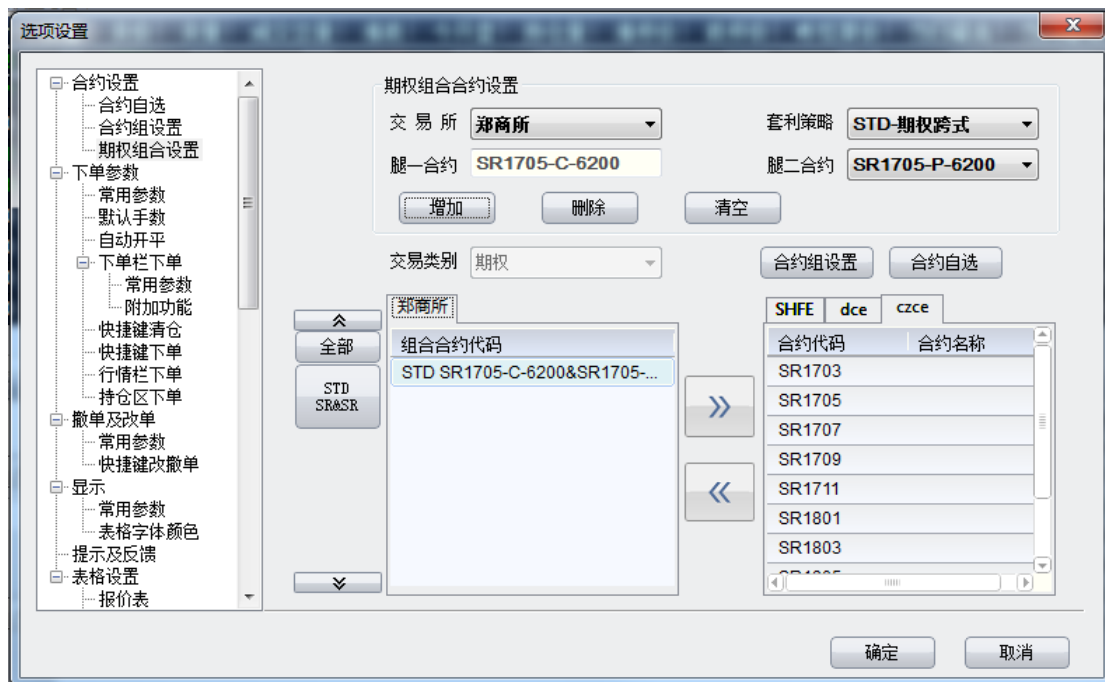 选项设置
合约设置
合约自选
合约组设置
期权组合设置
下单参数
常用参数
默认手数
自动开平
下单栏下单
常用参数
附加功能
快捷键清仓
快捷键下单
行情栏下单
持仓区下单
撤单及改单
常用参数
快捷键改撤单
显示
常用参数
表格字体颜色
提示及反馈
表格设置
报价表
期权组合合约设置
交 易 所 郑商所 套利策略 STD-期权跨式
腿一合约 SR1705-C-6200 腿二合约 SR1705-P-6200
增加 删除 清空
交易类别 期权 合约组设置 合约自选
全部
STD
SR&SR
郑商所
组合合约代码
STD SR1705-C-6200&SR1705-...
SHFE dce czce
合约代码 合约名称
SR1703
SR1705
SR1707
SR1709
SR1711
SR1801
SR1803
确定 取消